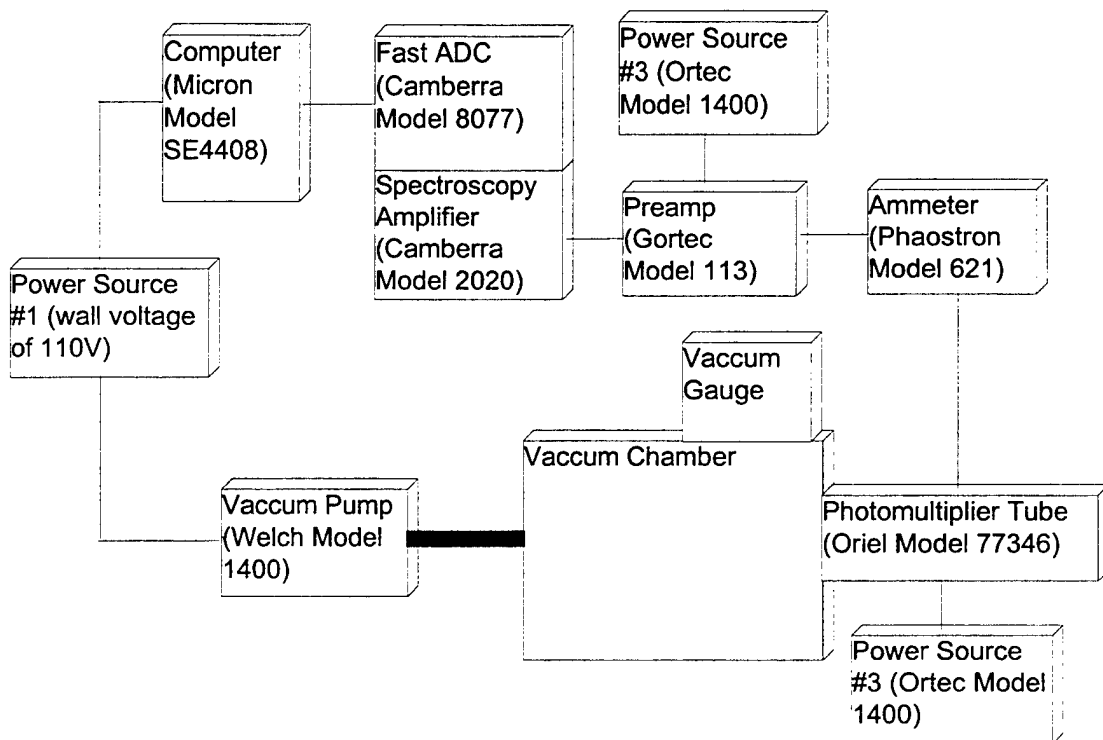 Computer
(Micron
Model
SE4408)
Fast ADC
(Camberra
Model 8077)
Power Source
#3 (Ortec
Model 1400)
Spectroscopy
Amplifier
(Camberra
Model 2020)
Preamp
(Gortec
Model 113)
Ammeter
(Phaostron
Model 621)
Power Source
#1 (wall voltage
of 110V)
Vaccum
Gauge
Vaccum Chamber
Vaccum Pump
(Welch Model
1400)
Photomultiplier Tube
(Oriel Model 77346)
Power Source
#3 (Ortec Model
1400)